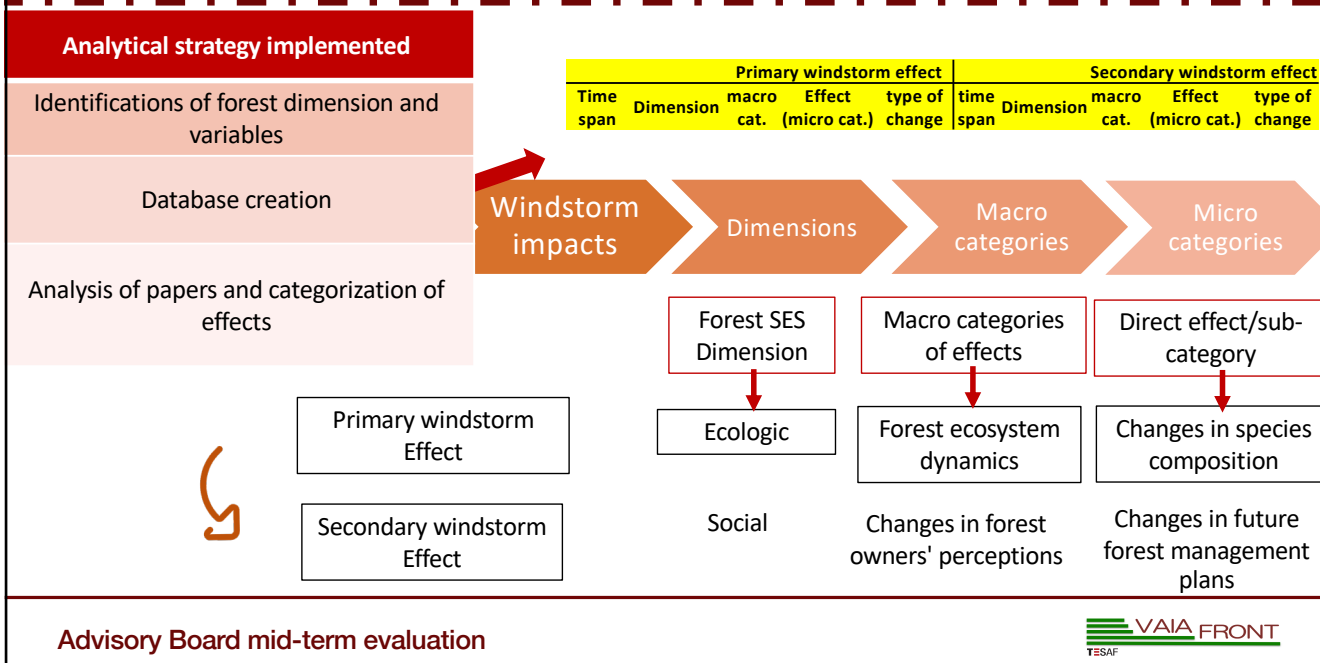 Analytical strategy implemented
Identifications of forest dimension and
variables
Database creation
Analysis of papers and categorization of
effects
Primary windstorm effect Secondary windstorm effect
Time
span
Dimension
macro
cat.
Effect
(micro cat.)
type of
change
time
span
Dimension
macro
cat.
Effect
(micro cat.)
type of
change
Windstorm
impacts
Dimensions
Macro
categories
Micro
categories
Forest SES
Dimension
Macro categories
of effects
Direct effect/sub-
category
Primary windstorm
Effect
Ecologic
Forest ecosystem
dynamics
Changes in species
composition
Secondary windstorm
Effect
Social
Changes in forest
owners' perceptions
Changes in future
forest management
plans
Advisory Board mid-term evaluation
VAIA FRONT
TESAF